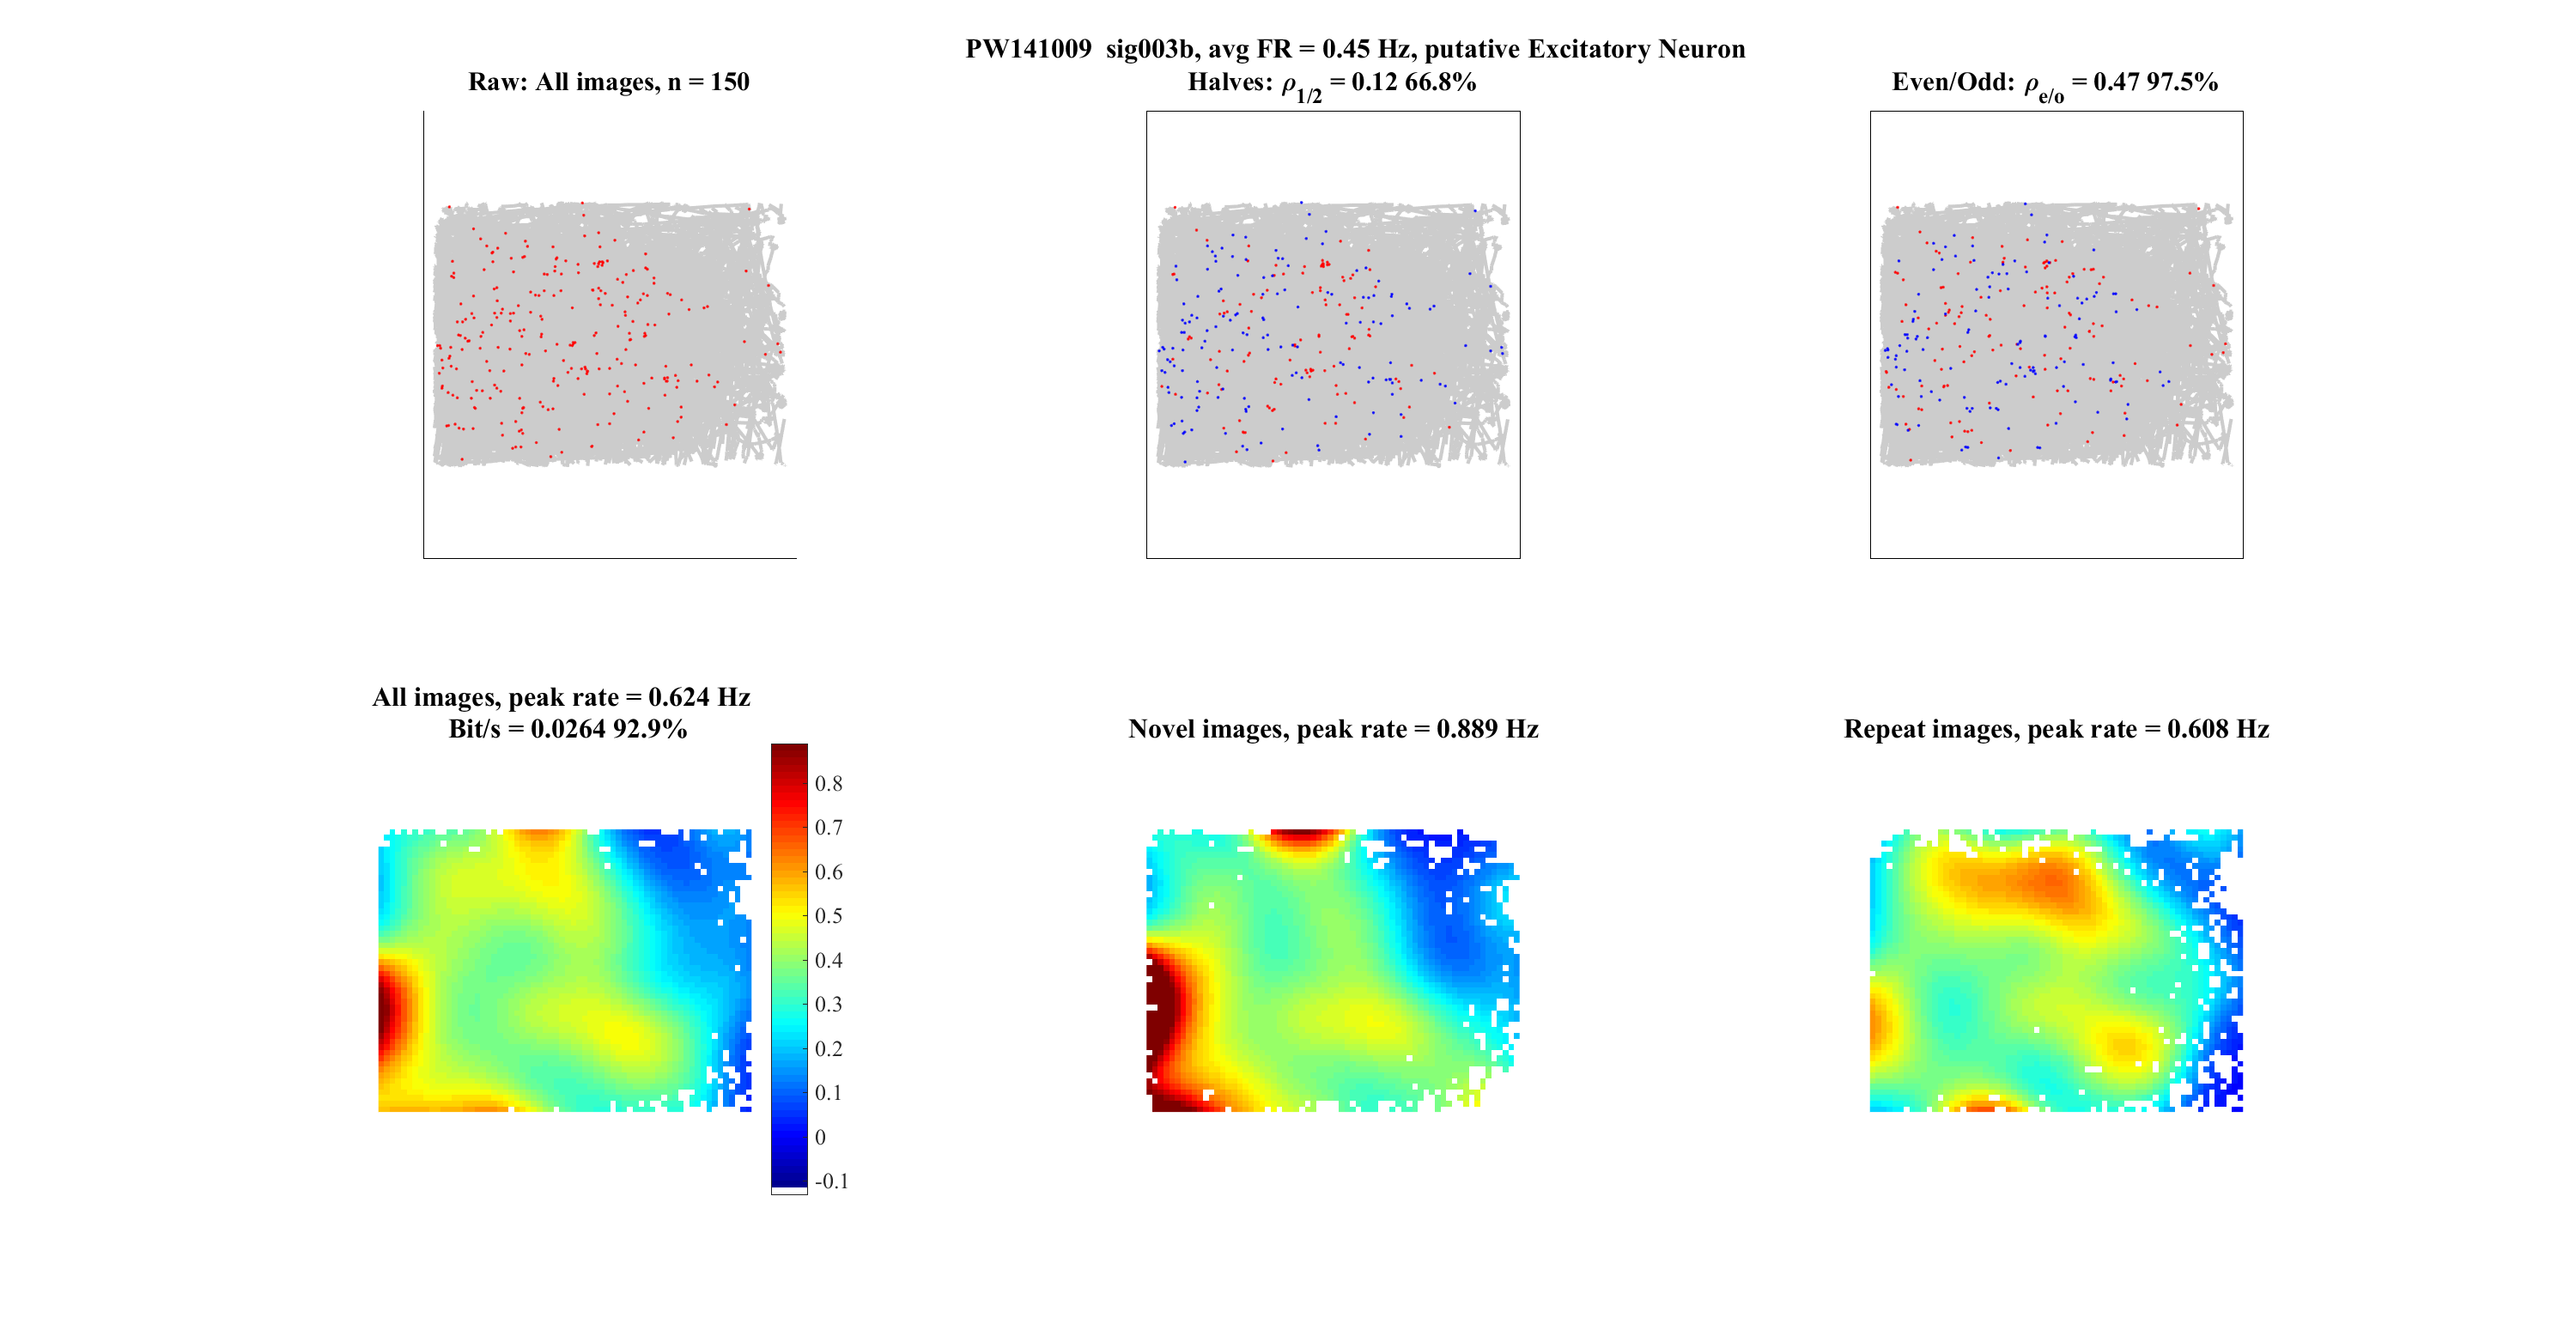 PW141009  sig003b, avg FR = 0.45 Hz, putative Excitatory Neuron
Raw: All images, n = 150
Halves: ρ1/2 = 0.12 66.8%
Even/Odd: ρe/o = 0.47 97.5%
All images, peak rate = 0.624 Hz
Bit/s = 0.0264 92.9%
Novel images, peak rate = 0.889 Hz
Repeat images, peak rate = 0.608 Hz
0.8
0.7
0.6
0.5
0.4
0.3
0.2
0.1
0
-0.1